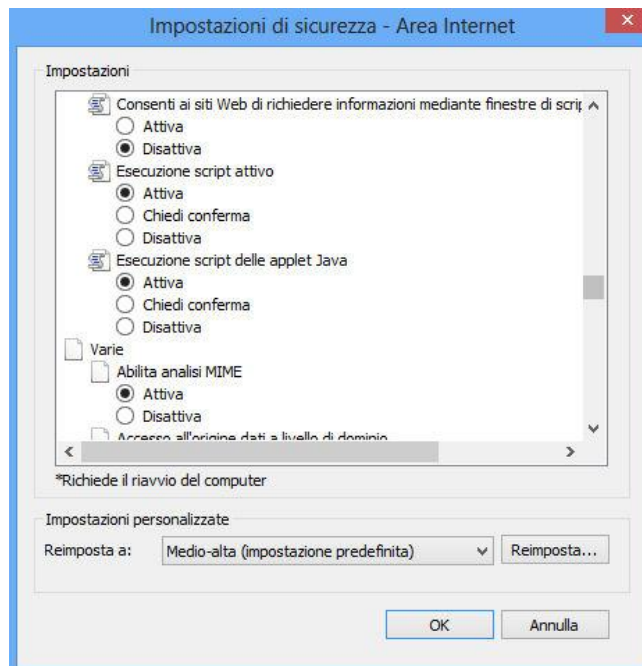 Impostazioni di sicurezza - Area Internet
Impostazioni
Consenti ai siti Web di richiedere informazioni mediante finestre di
Attiva
Disattiva
Esecuzione script attivo
Attiva
Chiedi conferma
Disattiva
Esecuzione script delle applet Java
Attiva
Chiedi conferma
Disattiva
Varie
Abilita analisi MIME
Attiva
Disattiva
Accesso all'origine dati a livello di dominio
*Richiede il riavvio del computer
Impostazioni personalizzate
Reimposta a: Medio-alta (impostazione predefinita) Reimposta...
OK Annulla